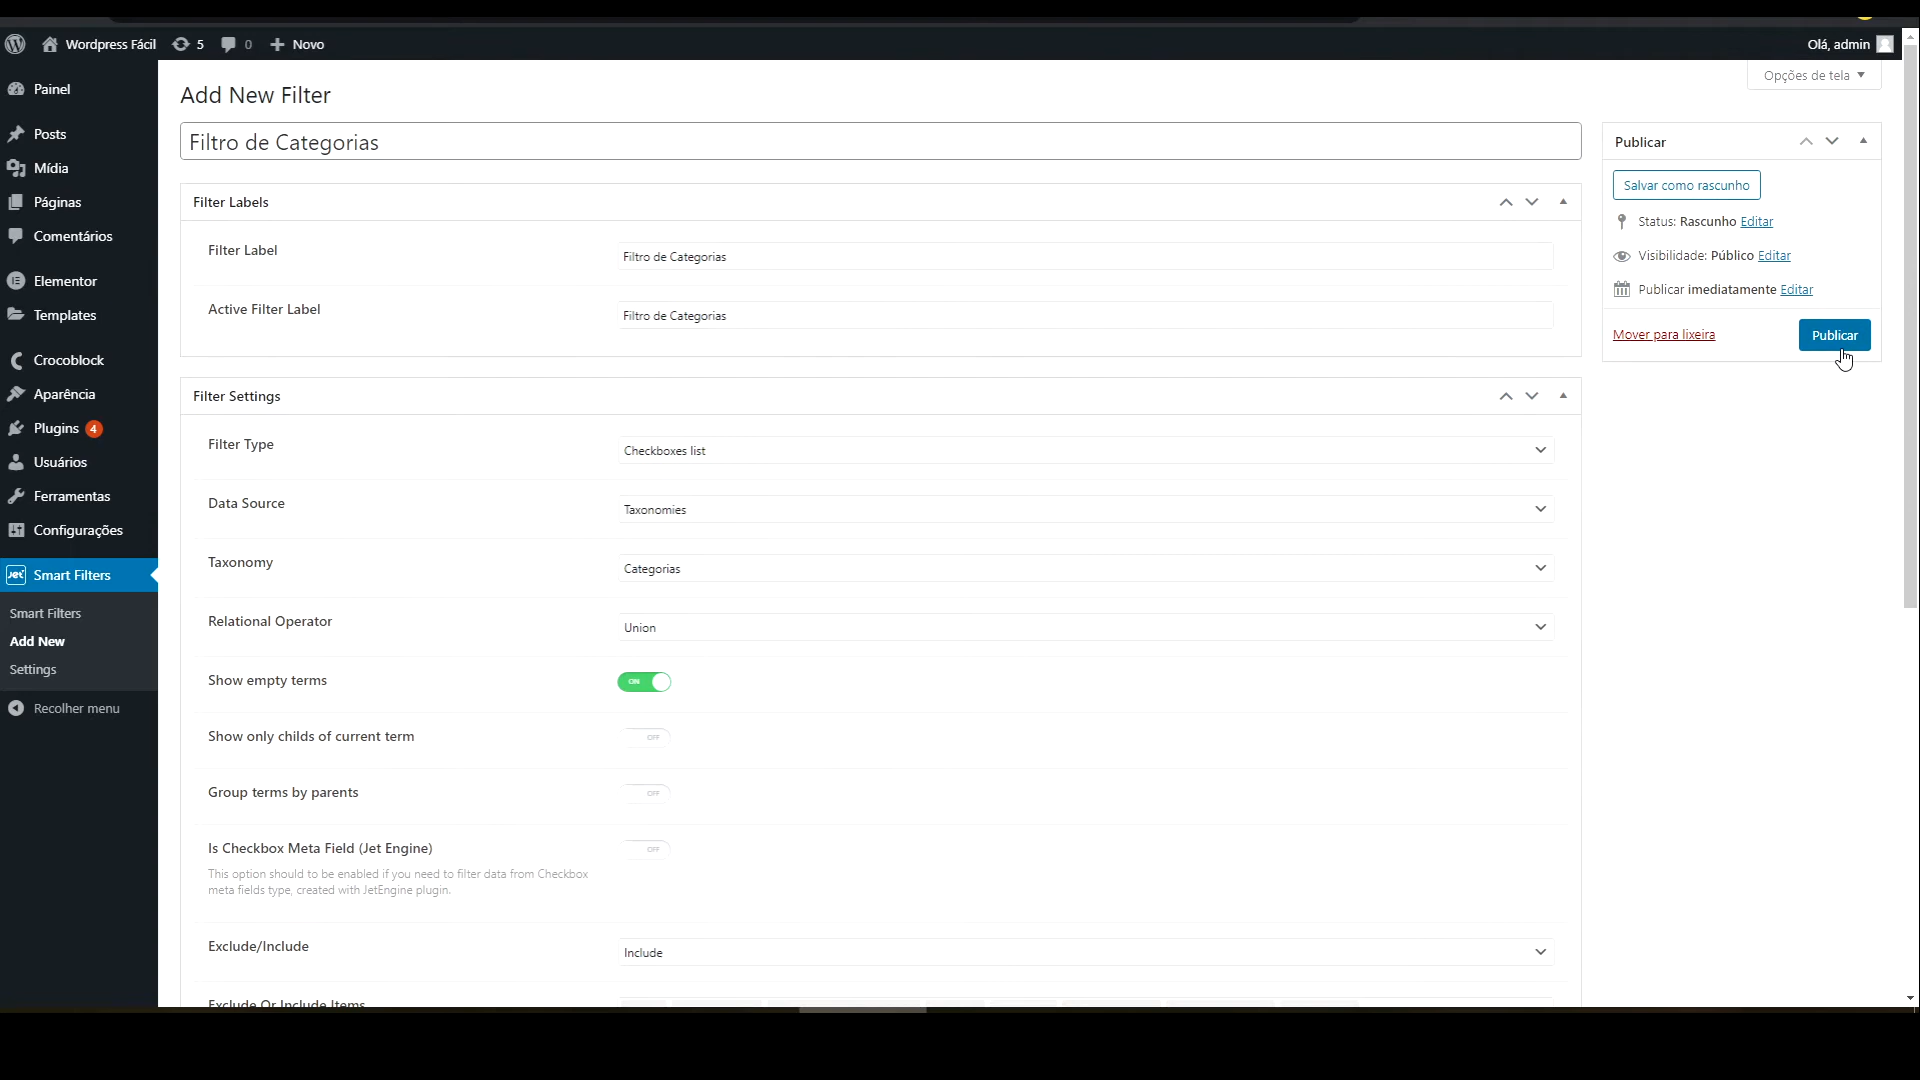 Wordpress Fácil 5 0 Novo Olá, admin
Opções de tela
Painel
Posts
Mídia
Páginas
Comentários
Elementor
Templates
Crocoblock
Aparência
Plugins 4
Usuários
Ferramentas
Configurações
Jet Smart Filters
Smart Filters
Add New
Settings
Recolher menu
Add New Filter
Filtro de Categorias
Filter Labels
Filter Label Filtro de Categorias
Active Filter Label Filtro de Categorias
Filter Settings
Filter Type Checkboxes list
Data Source Taxonomies
Taxonomy Categorias
Relational Operator Union
Show empty terms ON
Show only childs of current term OFF
Group terms by parents OFF
Is Checkbox Meta Field (Jet Engine) OFF
This option should to be enabled if you need to filter data from Checkbox
meta fields type, created with JetEngine plugin.
Exclude/Include Include
Exclude Or Include Items
Publicar
Salvar como rascunho
Status: Rascunho Editar
Visibilidade: Público Editar
Publicar imediatamente Editar
Mover para lixeira Publicar